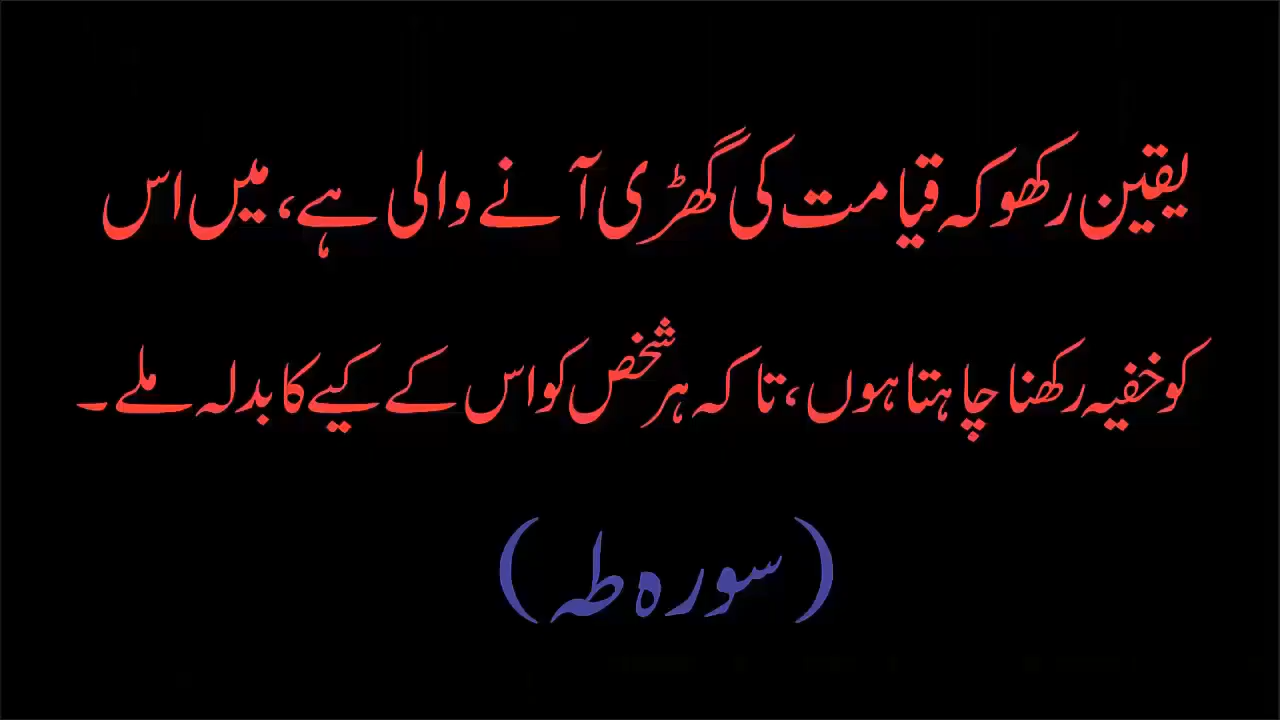 یقین رکھو کہ قیامت کی گھڑی آنے والی ہے، میں اس
کو خفیہ رکھنا چاہتا ہوں، تاکہ ہر شخص کو اس کے کیے کا بدلہ ملے۔
(سورہ طہ)